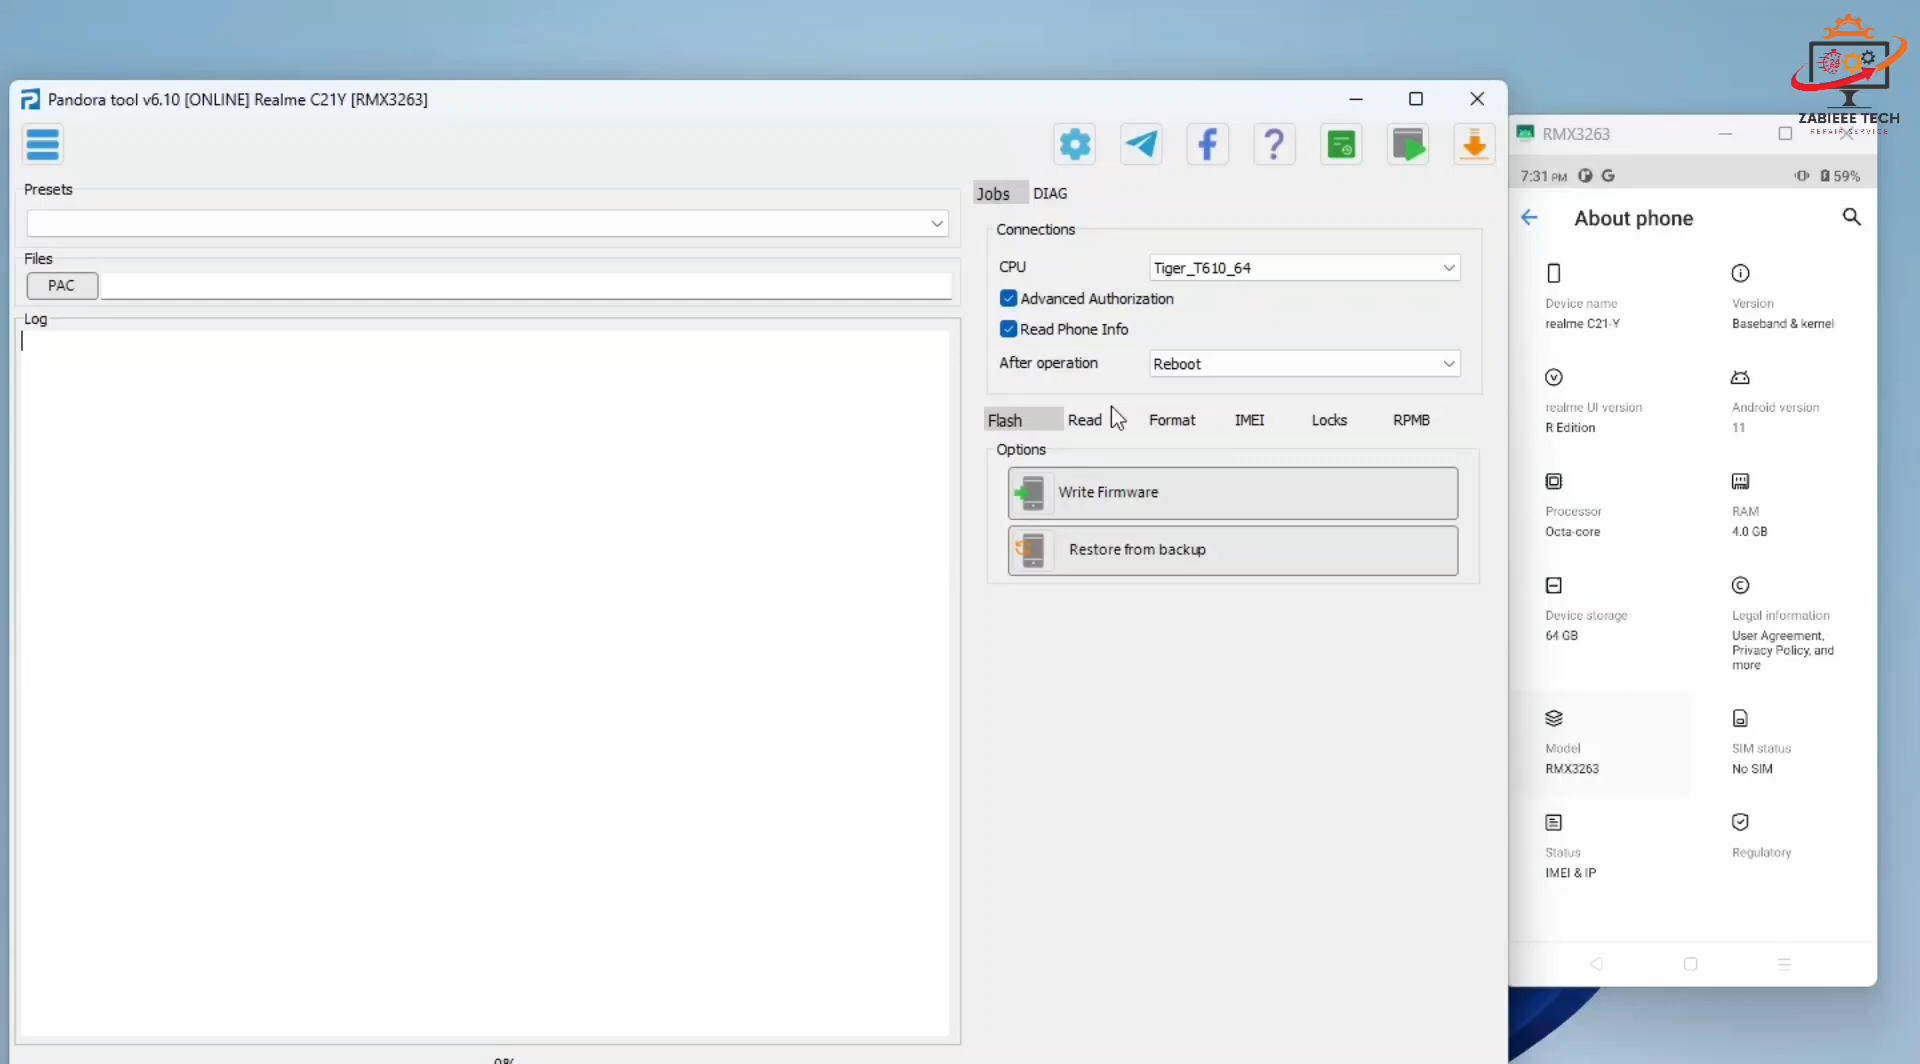 ZABIEEE TECH
REPAIR SERVICE
Pandora tool v6.10 [ONLINE] Realme C21Y [RMX3263]
Presets
Files
PAC
Log
0%
Jobs DIAG
Connections
CPU Tiger_T610_64
Advanced Authorization
Read Phone Info
After operation Reboot
Flash Read Format IMEI Locks RPMB
Options
Write Firmware
Restore from backup
RMX3263
7:31 PM G 59%
About phone
Device name
realme C21-Y
Version
Baseband & kernel
realme UI version
R Edition
Android version
11
Processor
Octa-core
RAM
4.0 GB
Device storage
64 GB
Legal information
User Agreement,
Privacy Policy, and
more
Model
RMX3263
SIM status
No SIM
Status
IMEI & IP
Regulatory